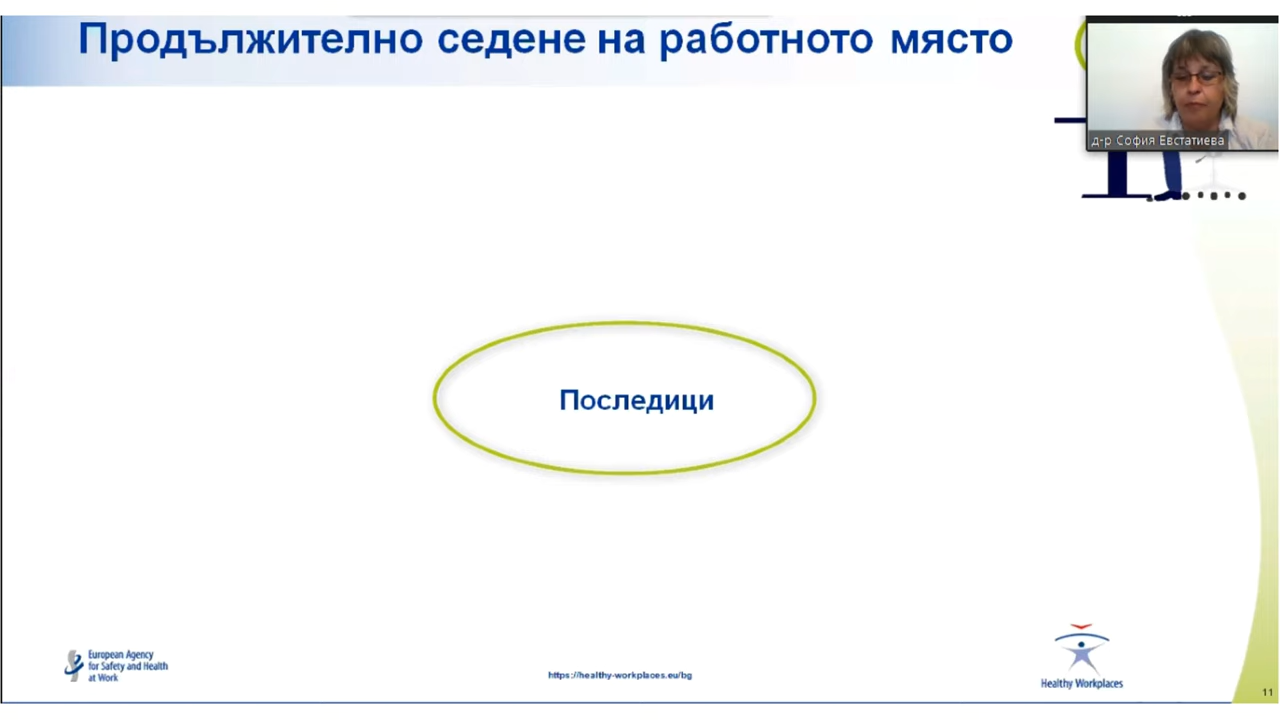 Продължително седене на работното място
д-р София Евстатиева
Последици
European Agency
for Safety and Health
at Work
https://healthy-workplaces.eu/bg
Healthy Workplaces
11